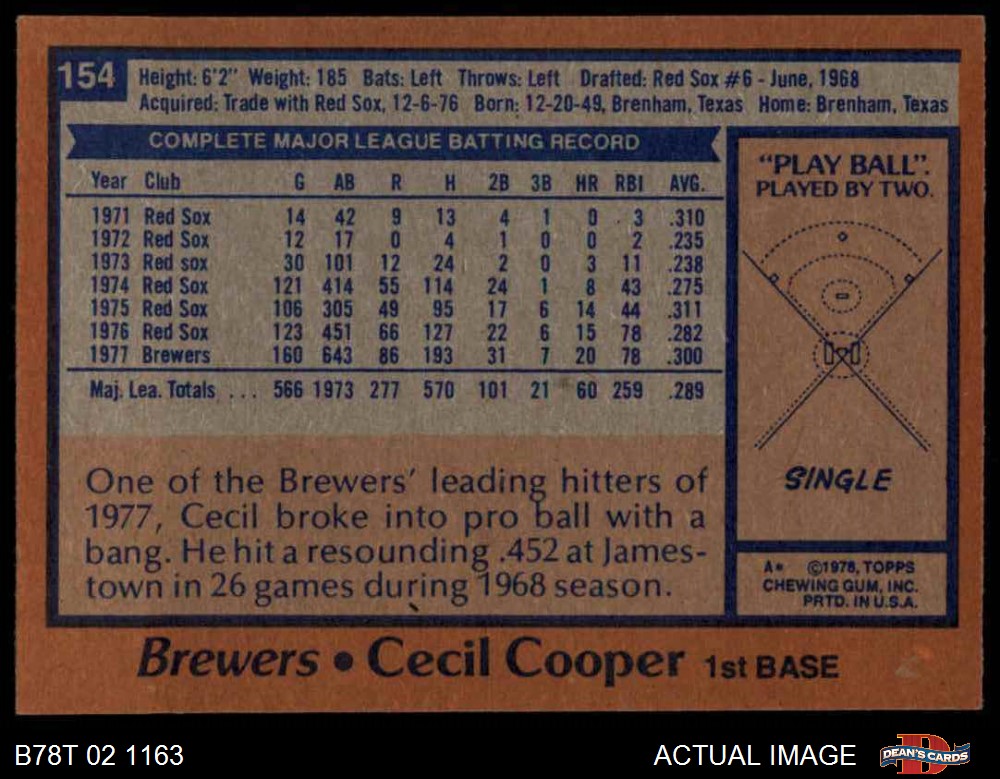 154
Height: 6'2" Weight: 185 Bats: Left Throws: Left Drafted: Red Sox #6 - June, 1968
Acquired: Trade with Red Sox, 12-6-76 Born: 12-20-49, Brenham, Texas Home: Brenham, Texas
COMPLETE MAJOR LEAGUE BATTING RECORD
Year Club G AB R H 2B 3B HR RBI AVG.
1971 Red Sox 14 42 9 13 4 1 0 3 .310
1972 Red Sox 12 17 0 4 1 0 0 2 .235
1973 Red sox 30 101 12 24 2 0 3 11 .238
1974 Red Sox 121 414 55 114 24 1 8 43 .275
1975 Red Sox 106 305 49 95 17 6 14 44 .311
1976 Red Sox 123 451 66 127 22 6 15 78 .282
1977 Brewers 160 643 86 193 31 7 20 78 .300
Maj. Lea. Totals ... 566 1973 277 570 101 21 60 259 .289
One of the Brewers' leading hitters of
1977, Cecil broke into pro ball with a
bang. He hit a resounding .452 at James-
town in 26 games during 1968 season.
"PLAY BALL".
PLAYED BY TWO.
SINGLE
A* ©1978, TOPPS
CHEWING GUM, INC.
PRTD. IN U.S.A.
Brewers • Cecil Cooper 1st BASE
B78T 02 1163
ACTUAL IMAGE
D
DEAN'S CARDS